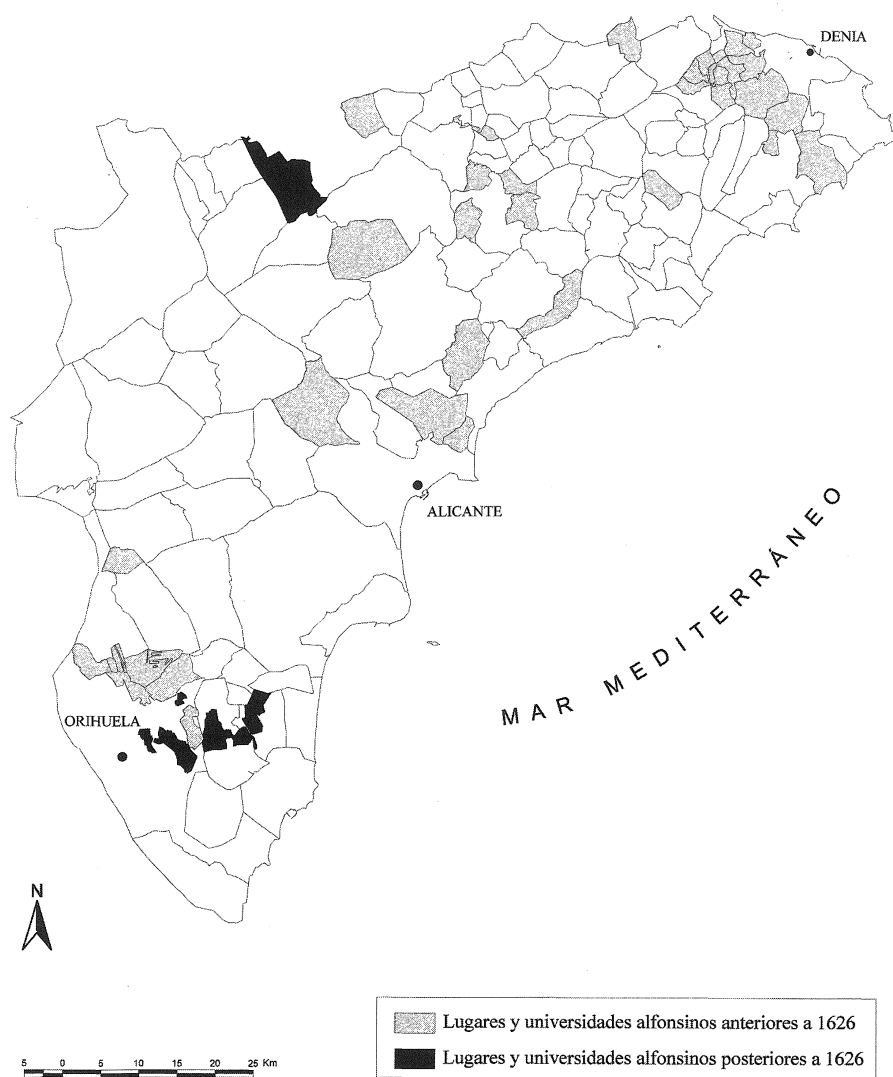 DENIA
ALICANTE
MAR MEDITERRÁNEO
ORIHUELA
N
Lugares y universidades alfonsinos anteriores a 1626
Lugares y universidades alfonsinos posteriores a 1626
5 0 5 10 15 20 25 Km